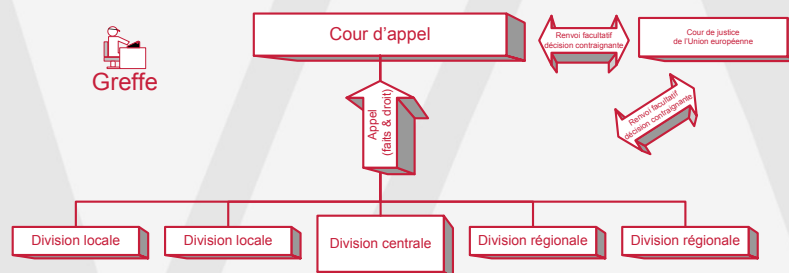 Greffe
Cour d'appel
Renvoi facultatif
décision contraignante
Cour de justice
de l'Union européenne
Renvoi facultatif
décision contraignante
Appel
(faits & droit)
Division locale
Division locale
Division centrale
Division régionale
Division régionale